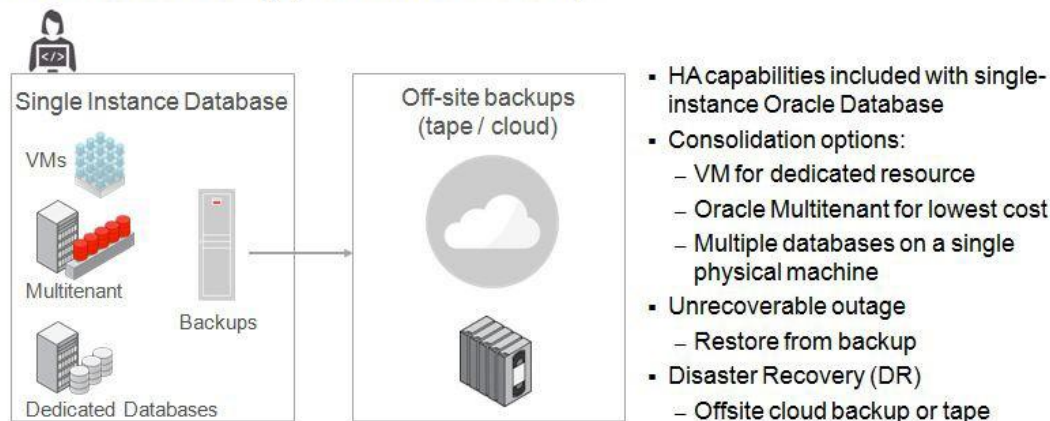 </>
Single Instance Database
VMs
Multitenant
Dedicated Databases
Backups
Off-site backups
(tape / cloud)
▪ HA capabilities included with single-
instance Oracle Database
▪ Consolidation options:
– VM for dedicated resource
– Oracle Multitenant for lowest cost
– Multiple databases on a single
physical machine
▪ Unrecoverable outage
– Restore from backup
▪ Disaster Recovery (DR)
– Offsite cloud backup or tape